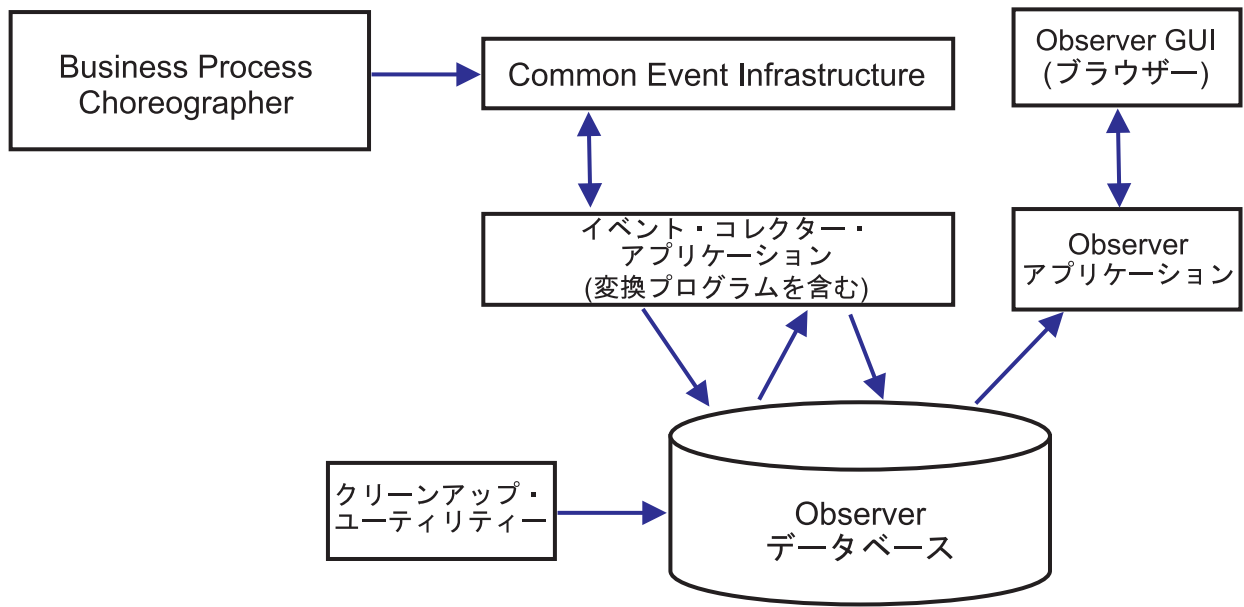 Business Process
Choreographer
Common Event Infrastructure
Observer GUI
(ブラウザー)
イベント・コレクター・
アプリケーション
(変換プログラムを含む)
Observer
アプリケーション
クリーンアップ・
ユーティリティー
Observer
データベース